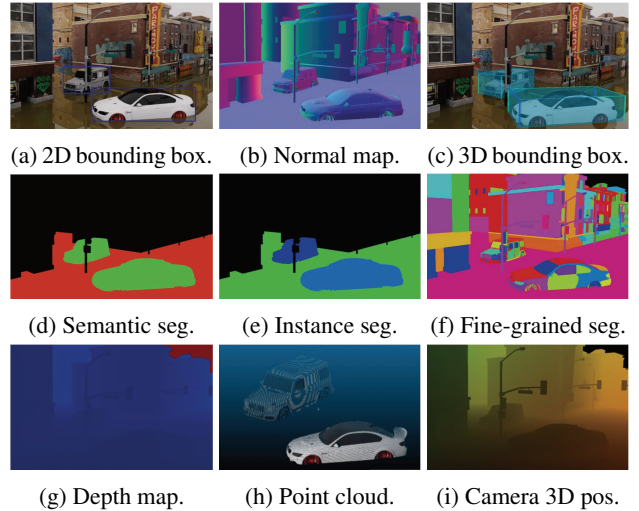 (a) 2D bounding box.
(b) Normal map.
(c) 3D bounding box.
(d) Semantic seg.
(e) Instance seg.
(f) Fine-grained seg.
(g) Depth map.
(h) Point cloud.
(i) Camera 3D pos.